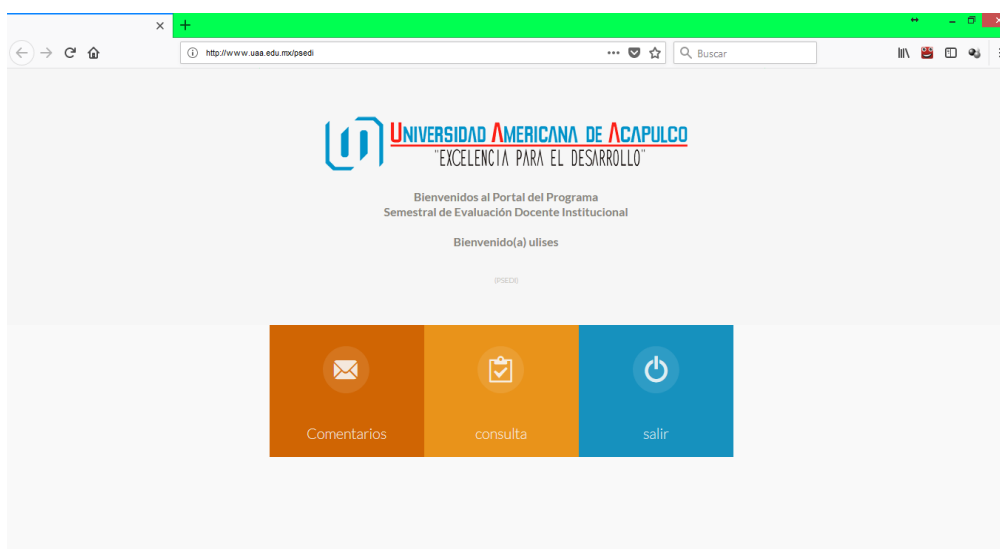 http://www.uaa.edu.mx/psedi
Buscar
UNIVERSIDAD AMERICANA DE ACAPULCO
"EXCELENCIA PARA EL DESARROLLO"
Bienvenidos al Portal del Programa
Semestral de Evaluación Docente Institucional
Bienvenido(a) ulises
(PSEDI)
Comentarios
consulta
salir